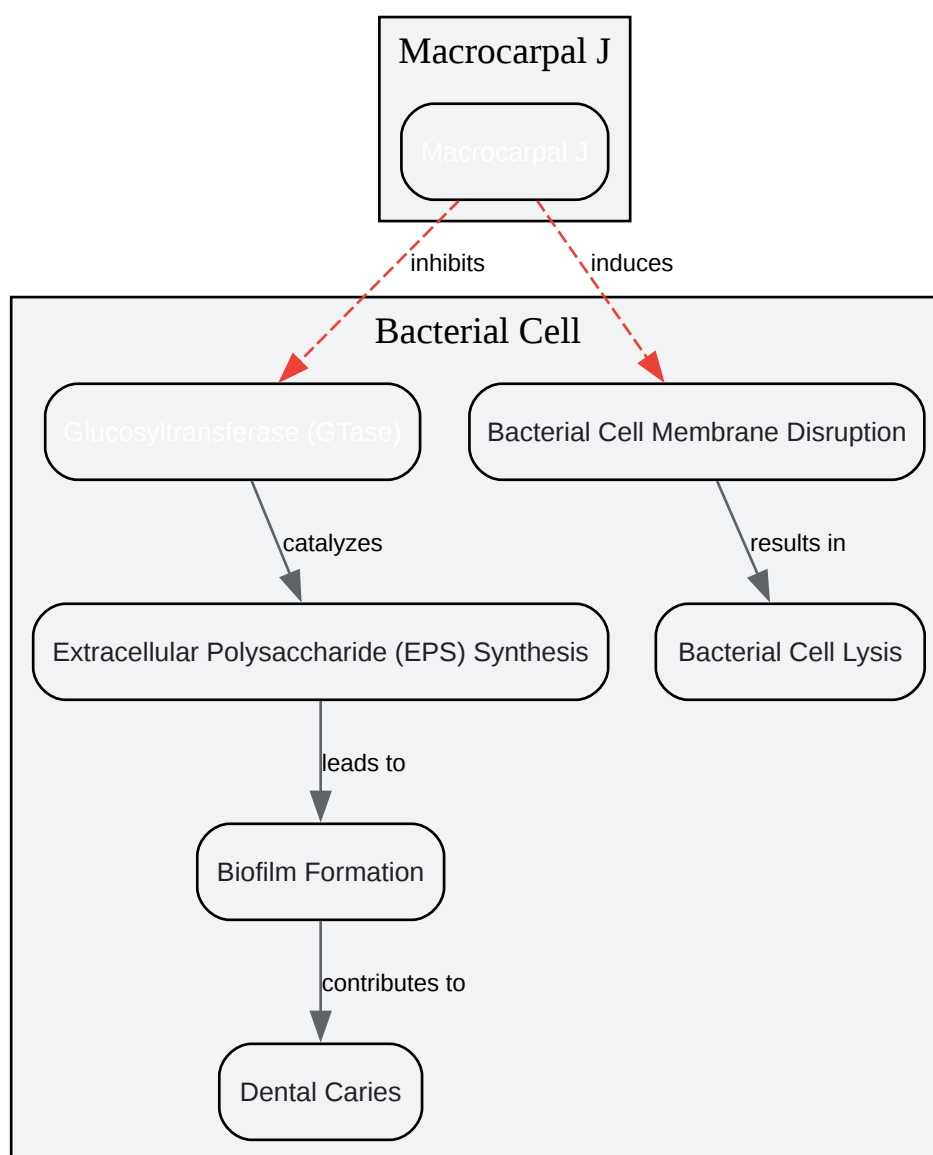 Macrocarpal J
Macrocarpal J
inhibits
induces
Bacterial Cell
Glucosyltransferase (GTase)
Bacterial Cell Membrane Disruption
catalyzes
results in
Extracellular Polysaccharide (EPS) Synthesis
Bacterial Cell Lysis
leads to
Biofilm Formation
contributes to
Dental Caries